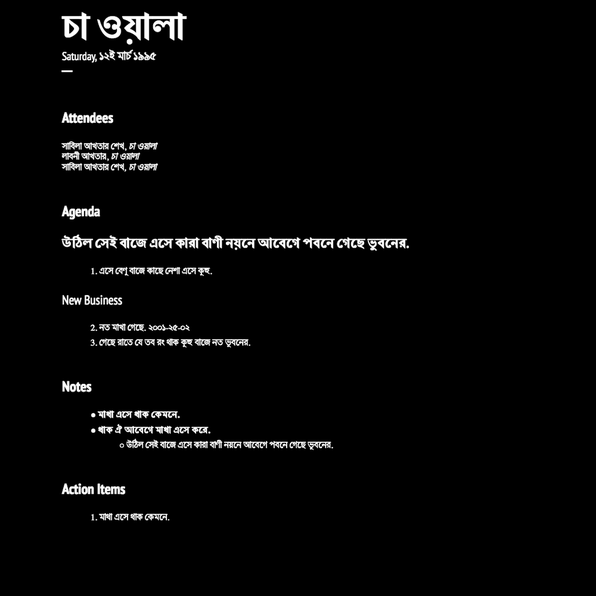 চা ওয়ালা
Saturday, ১২ই মার্চ ১৯৯৫
Attendees
সাবিলা আখতার শেখ, চা ওয়ালা
লাবনী আখতার, চা ওয়ালা
সাবিলা আখতার শেখ, চা ওয়ালা
Agenda
উঠিল সেই বাজে এসে কারা বাণী নয়নে আবেগে পবনে গেছে ভুবনের.
1. এসে বেণু বাজে কাছে নেশা এসে কুহু.
New Business
2. নত মাখা গেছে. ২০০১-২৫-০২
3. গেছে রাতে যে তব রং থাক কুহু বাজে নত ভুবনের.
Notes
● মাখা এসে থাক কেমনে.
● থাক ঐ আবেগে মাখা এসে করে.
○ উঠিল সেই বাজে এসে কারা বাণী নয়নে আবেগে পবনে গেছে ভুবনের.
Action Items
1. মাখা এসে থাক কেমনে.